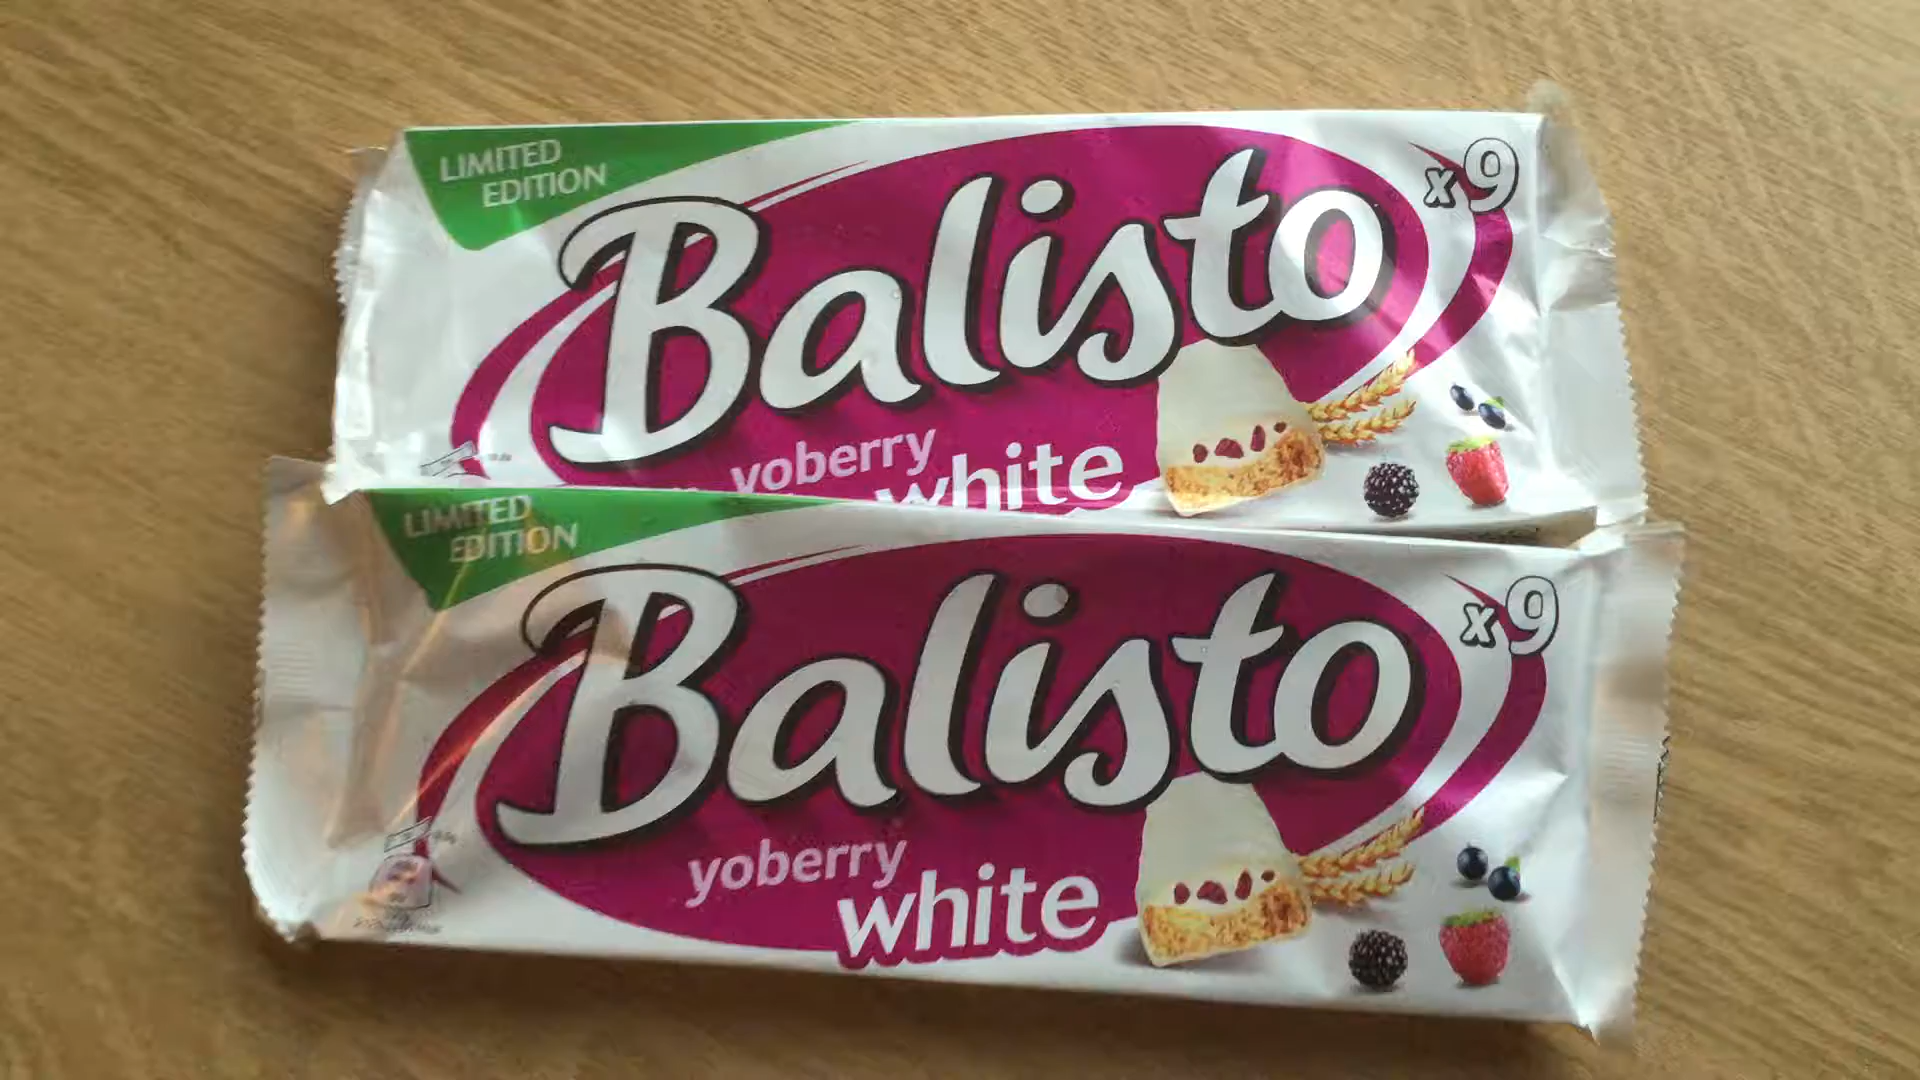 LIMITED
EDITION
Balisto
x9
yoberry
white
LIMITED
EDITION
Balisto
x9
yoberry
white